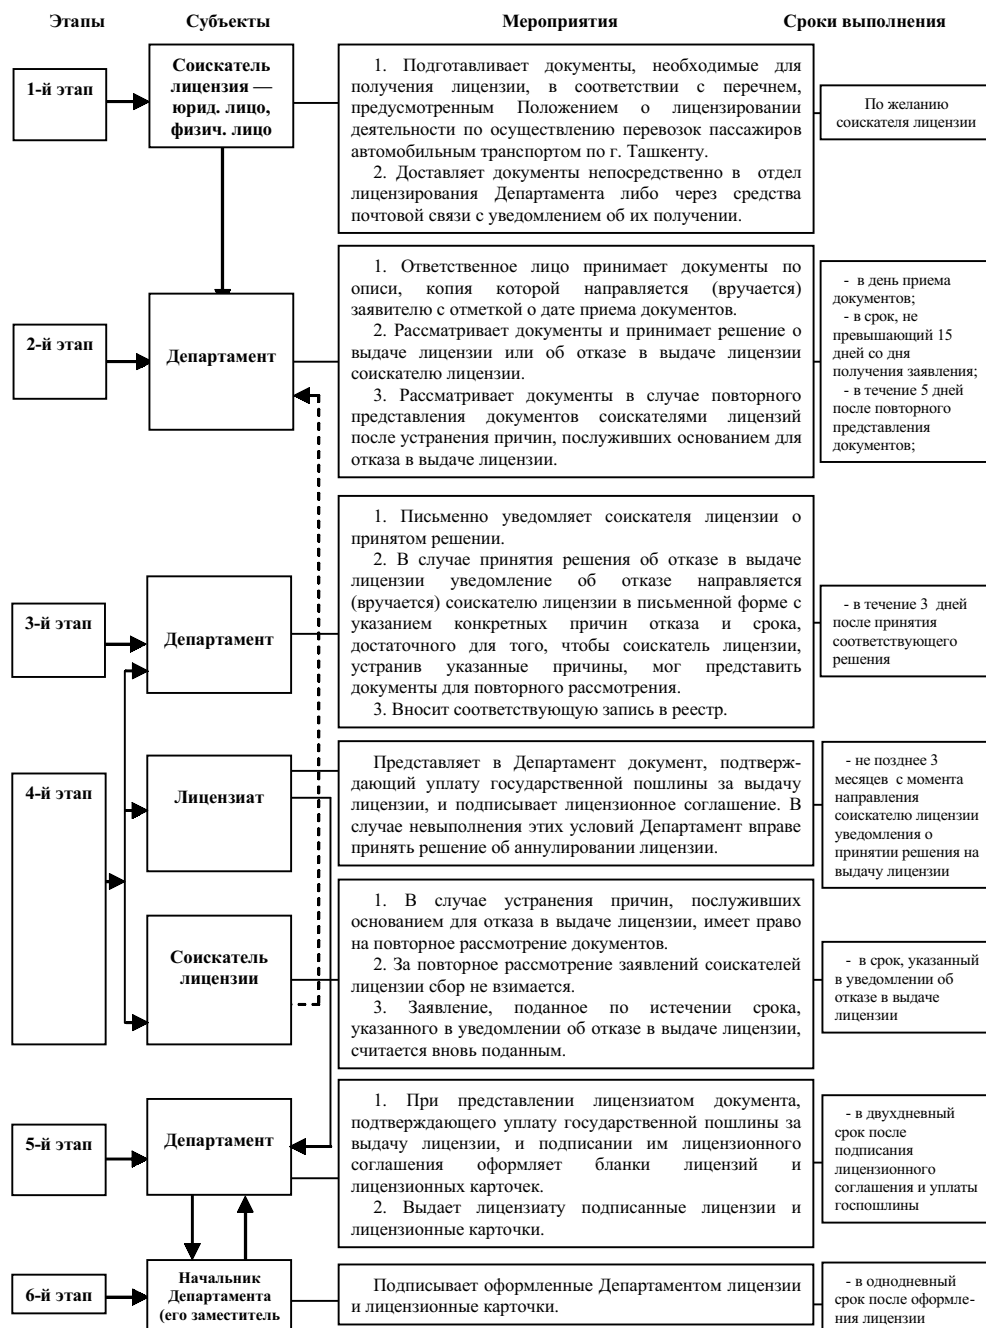 Этапы Субъекты Мероприятия Сроки выполнения
1-й этап
Соискатель
лицензия —
юрид. лицо,
физич. лицо
1. Подготавливает документы, необходимые для
получения лицензии, в соответствии с перечнем,
предусмотренным Положением о лицензировании
деятельности по осуществлению перевозок пассажиров
автомобильным транспортом по г. Ташкенту.
2. Доставляет документы непосредственно в отдел
лицензирования Департамента либо через средства
почтовой связи с уведомлением об их получении.
По желанию
соискателя лицензии
2-й этап
Департамент
1. Ответственное лицо принимает документы по
описи, копия которой направляется (вручается)
заявителю с отметкой о дате приема документов.
2. Рассматривает документы и принимает решение о
выдаче лицензии или об отказе в выдаче лицензии
соискателю лицензии.
3. Рассматривает документы в случае повторного
представления документов соискателями лицензий
после устранения причин, послуживших основанием для
отказа в выдаче лицензии.
- в день приема
документов;
- в срок, не
превышающий 15
дней со дня
получения заявления;
- в течение 5 дней
после повторного
представления
документов;
3-й этап
Департамент
1. Письменно уведомляет соискателя лицензии о
принятом решении.
2. В случае принятия решения об отказе в выдаче
лицензии уведомление об отказе направляется
(вручается) соискателю лицензии в письменной форме с
указанием конкретных причин отказа и срока,
достаточного для того, чтобы соискатель лицензии,
устранив указанные причины, мог представить
документы для повторного рассмотрения.
3. Вносит соответствующую запись в реестр.
- в течение 3 дней
после принятия
соответствующего
решения
4-й этап
Лицензиат
Представляет в Департамент документ, подтверж-
дающий уплату государственной пошлины за выдачу
лицензии, и подписывает лицензионное соглашение. В
случае невыполнения этих условий Департамент вправе
принять решение об аннулировании лицензии.
- не позднее 3
месяцев с момента
направления
соискателю лицензии
уведомления о
принятии решения на
выдачу лицензии
Соискатель
лицензии
1. В случае устранения причин, послуживших
основанием для отказа в выдаче лицензии, имеет право
на повторное рассмотрение документов.
2. За повторное рассмотрение заявлений соискателей
лицензии сбор не взимается.
3. Заявление, поданное по истечении срока,
указанного в уведомлении об отказе в выдаче лицензии,
считается вновь поданным.
- в срок, указанный
в уведомлении об
отказе в выдаче
лицензии
5-й этап
Департамент
1. При представлении лицензиатом документа,
подтверждающего уплату государственной пошлины за
выдачу лицензии, и подписании им лицензионного
соглашения оформляет бланки лицензий и
лицензионных карточек.
2. Выдает лицензиату подписанные лицензии и
лицензионные карточки.
- в двухдневный
срок после
подписания
лицензионного
соглашения и уплаты
госпошлины
6-й этап
Начальник
Департамента
(его заместитель
Подписывает оформленные Департаментом лицензии
и лицензионные карточки.
- в однодневный
срок после оформле-
ния лицензии